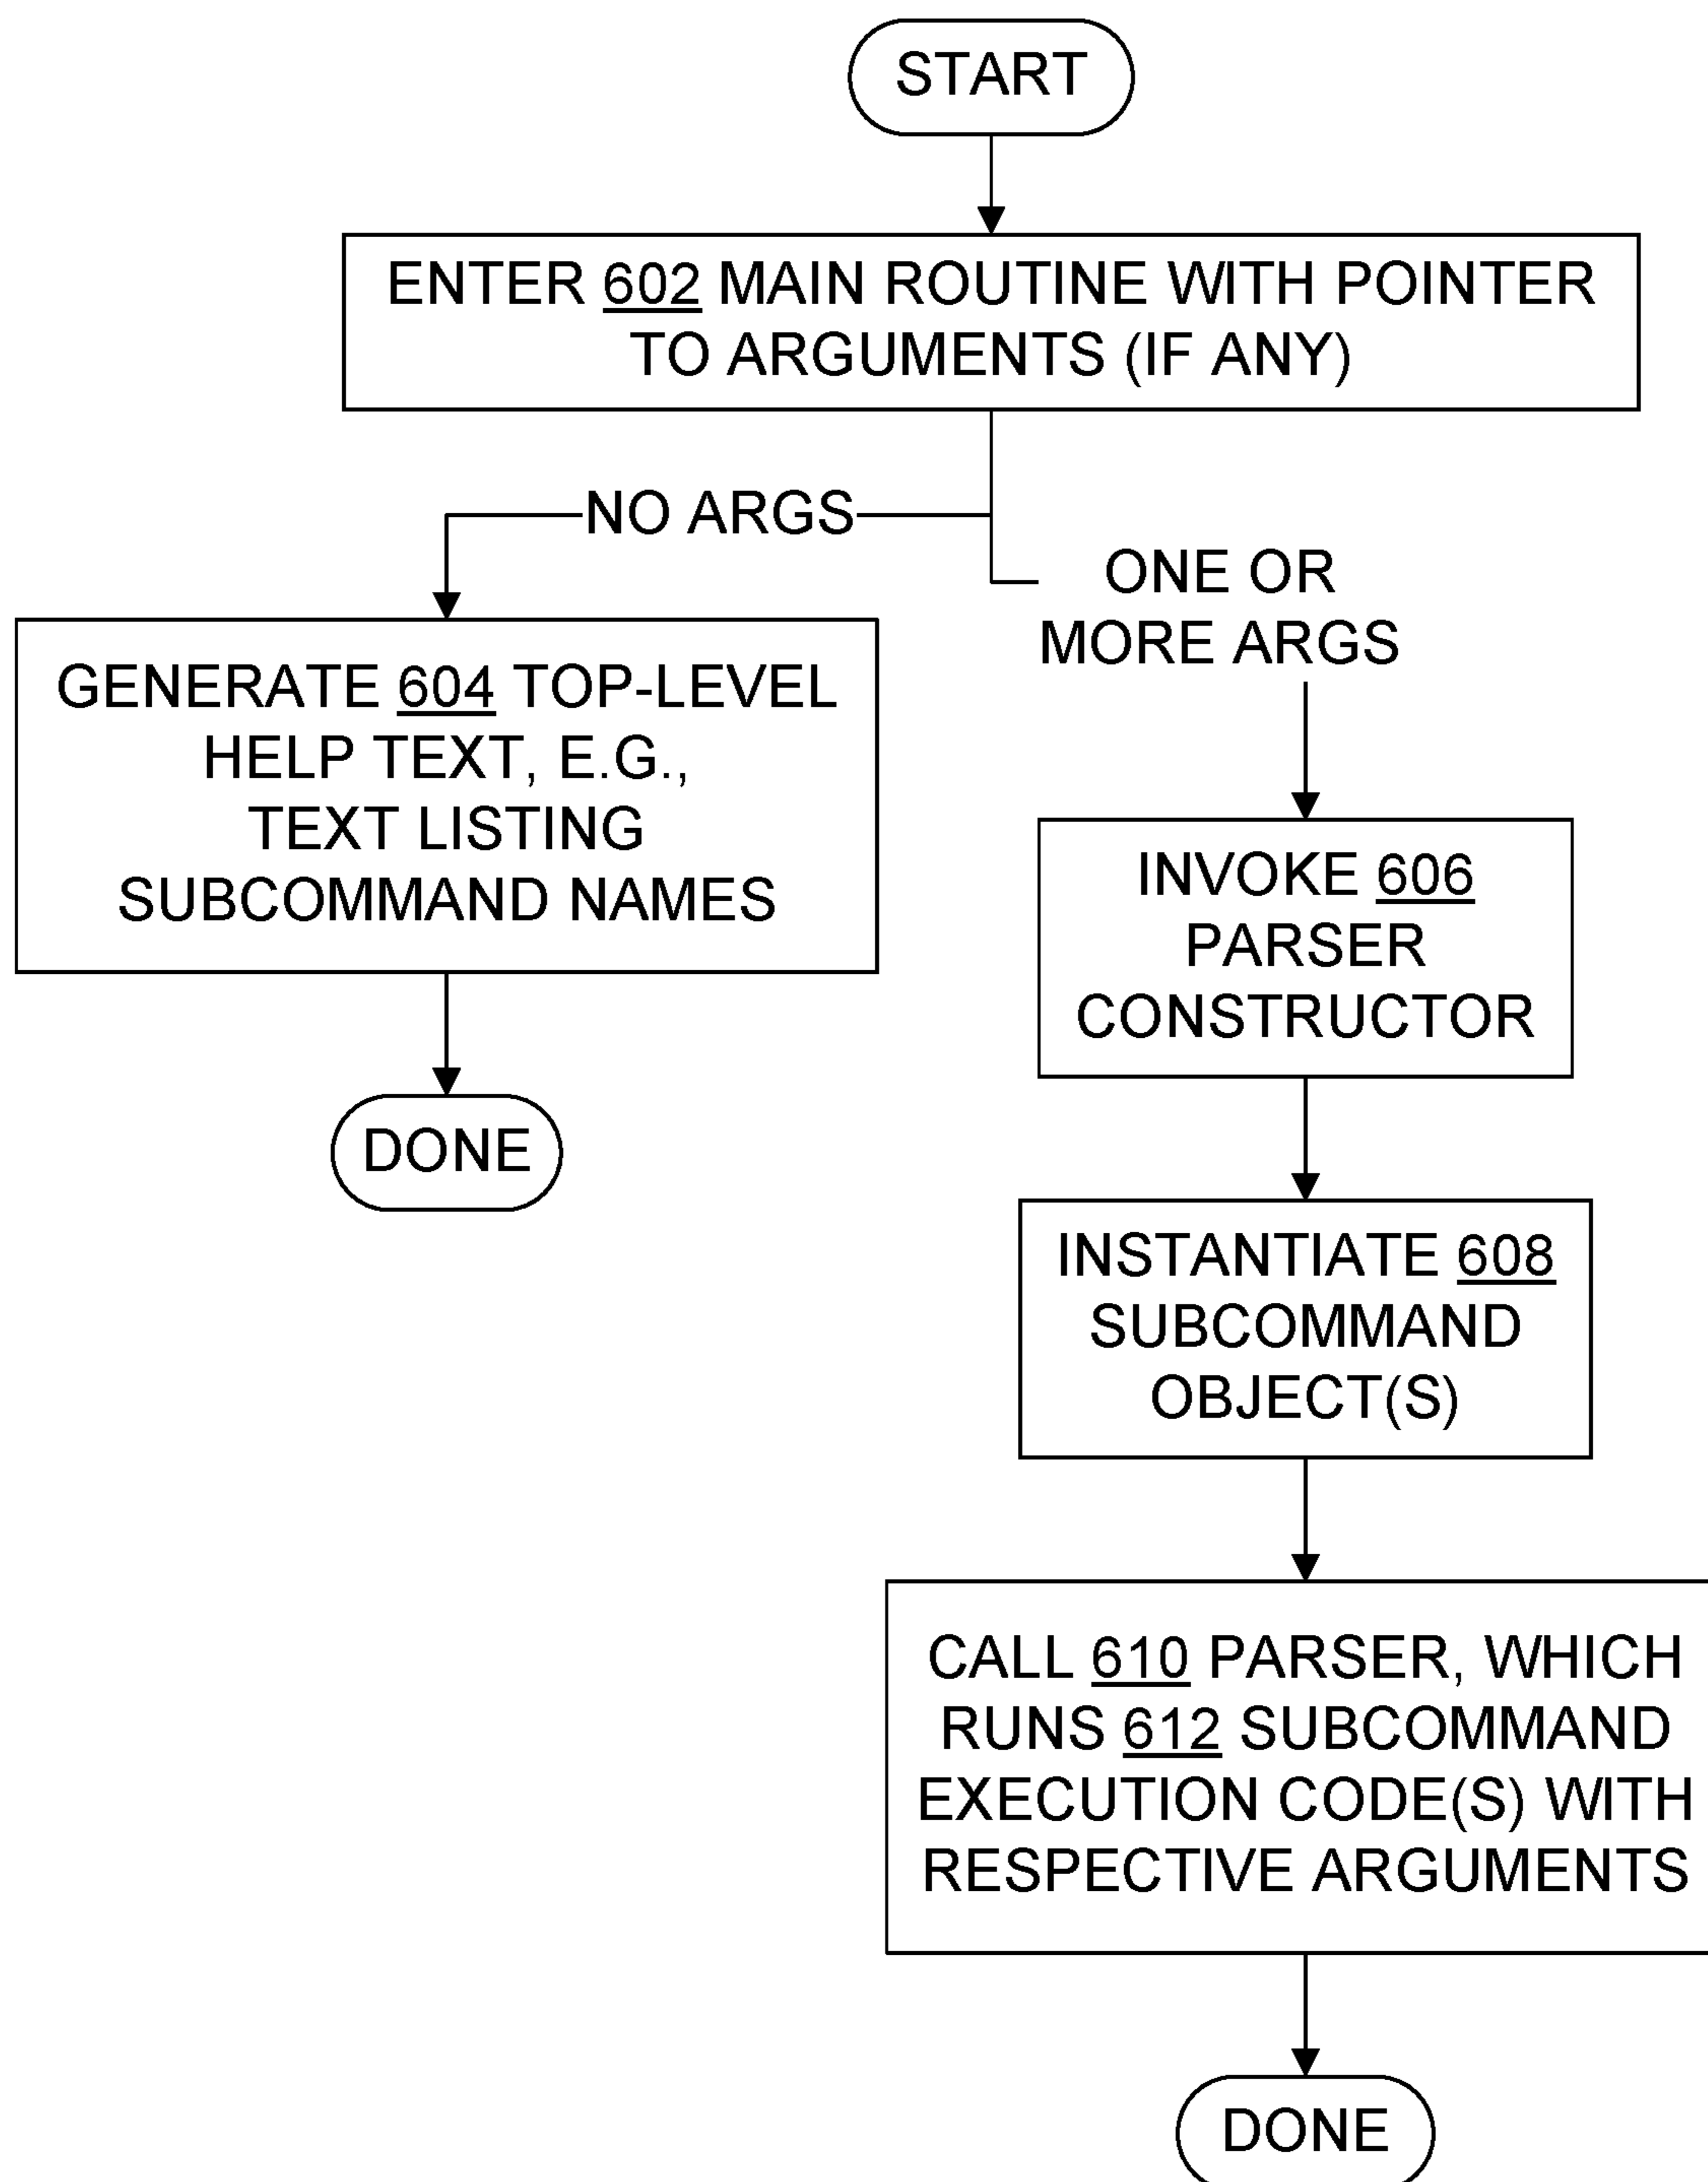 START
ENTER 602 MAIN ROUTINE WITH POINTER
TO ARGUMENTS (IF ANY)
NO ARGS
ONE OR
MORE ARGS
GENERATE 604 TOP-LEVEL
HELP TEXT, E.G.,
TEXT LISTING
SUBCOMMAND NAMES
DONE
INVOKE 606
PARSER
CONSTRUCTOR
INSTANTIATE 608
SUBCOMMAND
OBJECT(S)
CALL 610 PARSER, WHICH
RUNS 612 SUBCOMMAND
EXECUTION CODE(S) WITH
RESPECTIVE ARGUMENTS
DONE